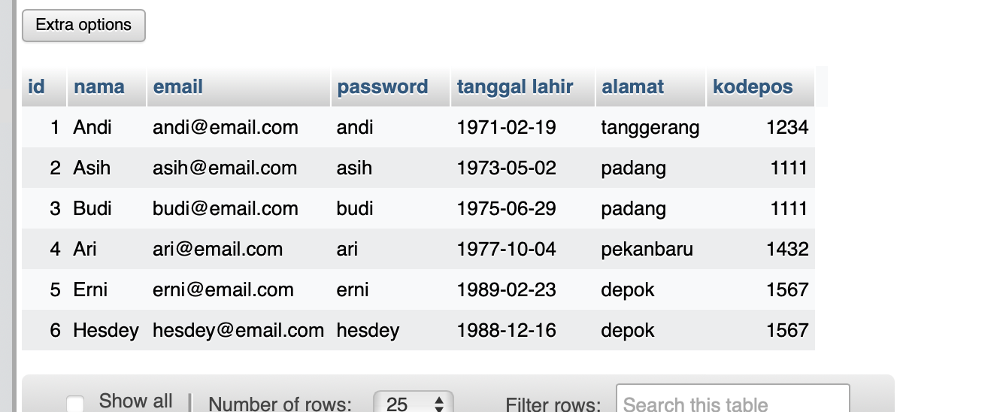 Extra options
id nama email password tanggal lahir alamat kodepos
1 Andi andi@email.com andi 1971-02-19 tanggerang 1234
2 Asih asih@email.com asih 1973-05-02 padang 1111
3 Budi budi@email.com budi 1975-06-29 padang 1111
4 Ari ari@email.com ari 1977-10-04 pekanbaru 1432
5 Erni erni@email.com erni 1989-02-23 depok 1567
6 Hesdey hesdey@email.com hesdey 1988-12-16 depok 1567
Show all | Number of rows: 25 Filter rows: Search this table